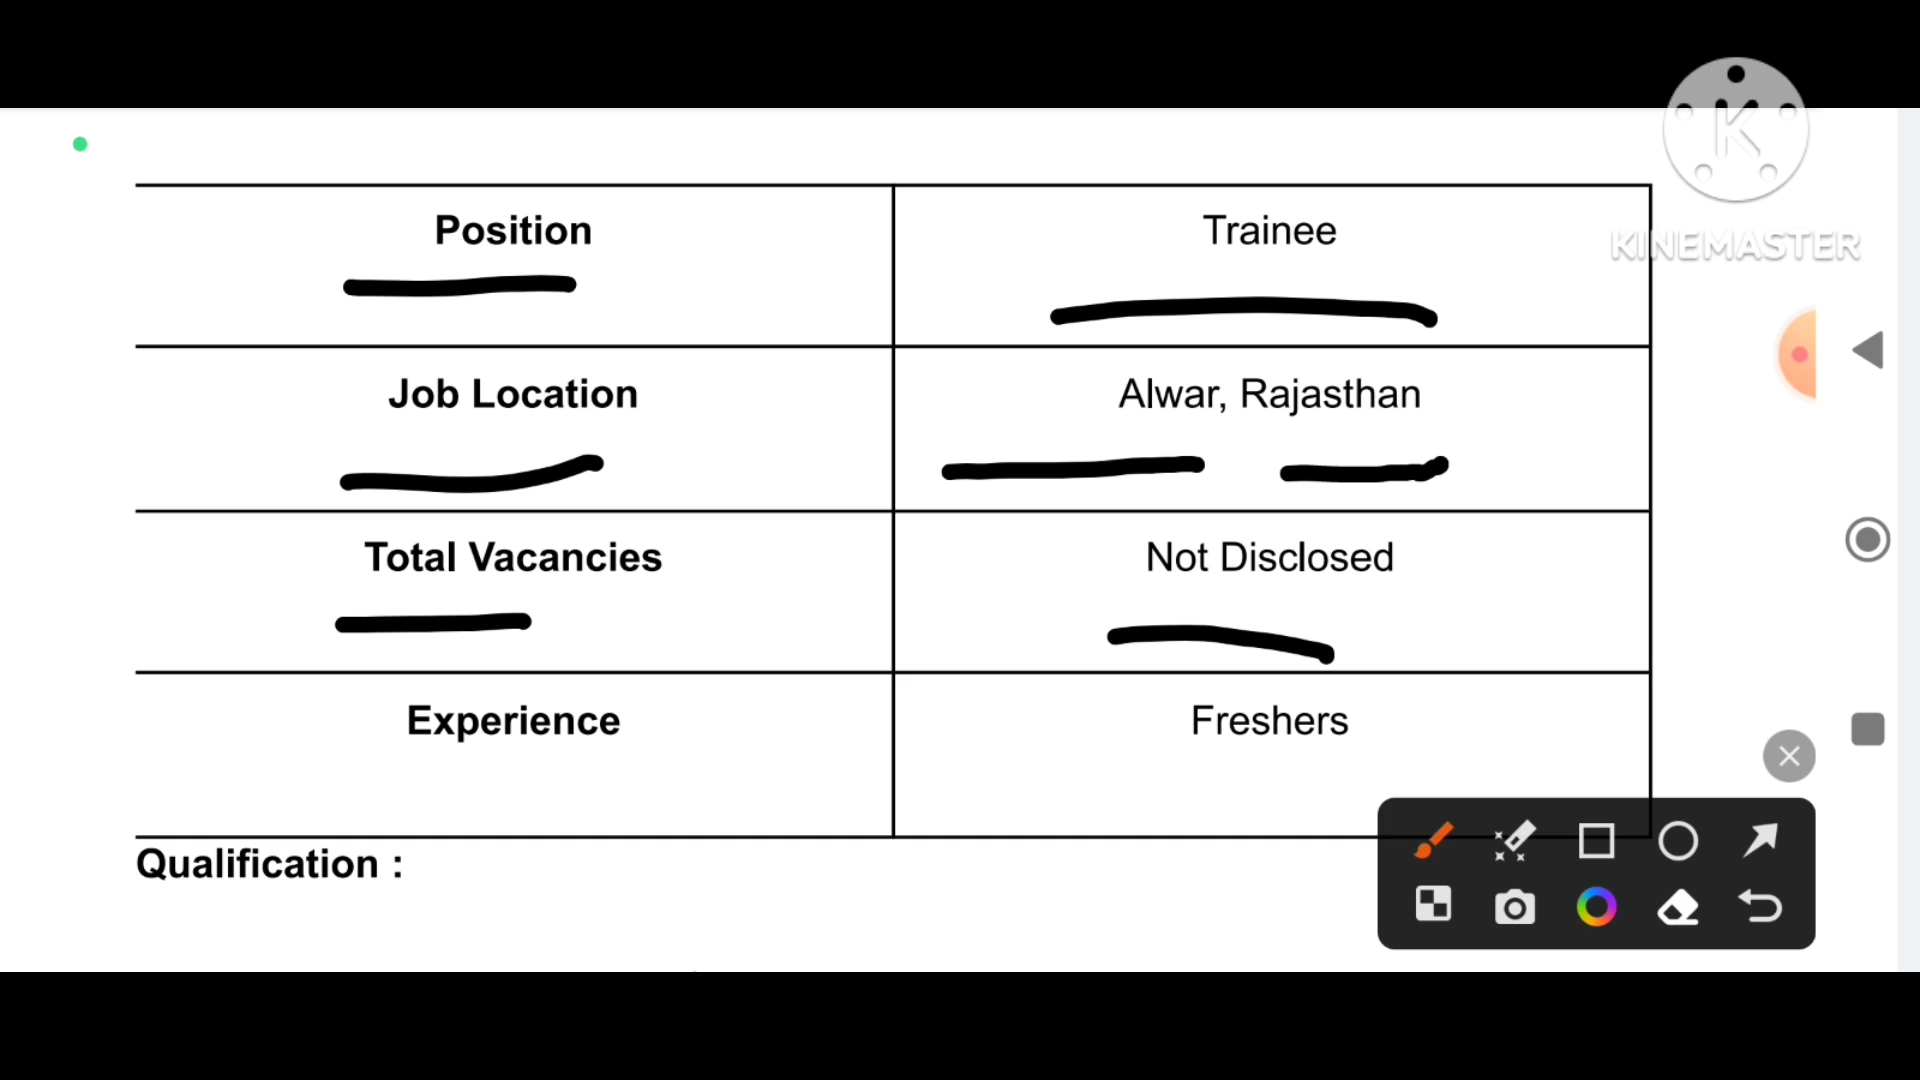 K
KINEMASTER
Position Trainee
Job Location Alwar, Rajasthan
Total Vacancies Not Disclosed
Experience Freshers
Qualification :